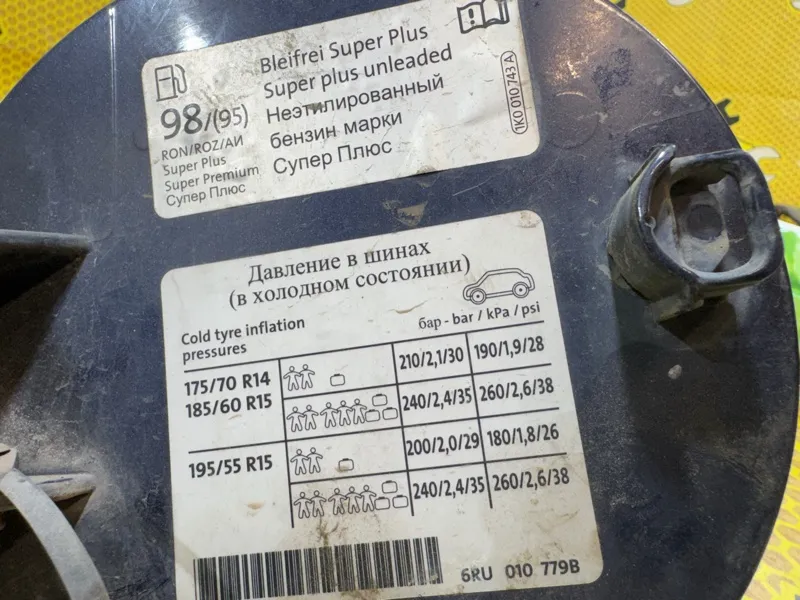 Bleifrei Super Plus
Super plus unleaded
Неэтилированный
бензин марки
Супер Плюс
98/(95)
RON/ROZ/АИ
Super Plus
Super Premium
Супер Плюс
1K0 010 743 A
Давление в шинах
(в холодном состоянии)
Cold tyre inflation
pressures
бар - bar / kPa / psi
175/70 R14
185/60 R15
210/2,1/30 190/1,9/28
240/2,4/35 260/2,6/38
195/55 R15
200/2,0/29 180/1,8/26
240/2,4/35 260/2,6/38
6RU 010 779B